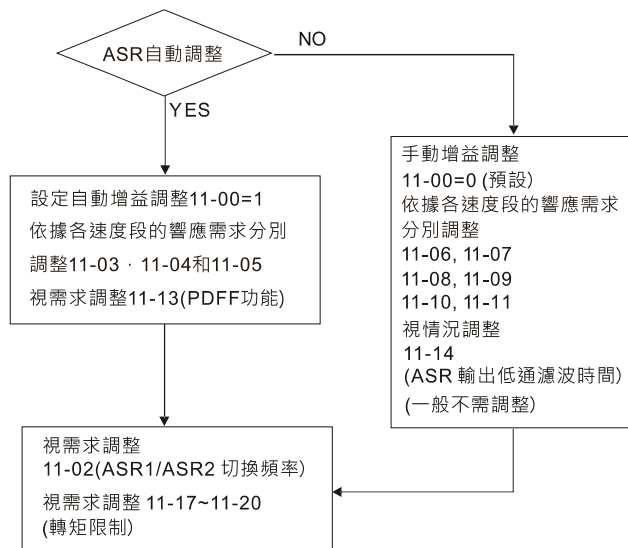 ASR自動調整
NO
YES
設定自動增益調整11-00=1
依據各速度段的響應需求分別
調整11-03，11-04和11-05
視需求調整11-13(PDFF功能)
手動增益調整
11-00=0 (預設)
依據各速度段的響應需求
分別調整
11-06, 11-07
11-08, 11-09
11-10, 11-11
視情況調整
11-14
(ASR 輸出低通濾波時間)
(一般不需調整)
視需求調整
11-02(ASR1/ASR2 切換頻率)
視需求調整 11-17~11-20
(轉矩限制)